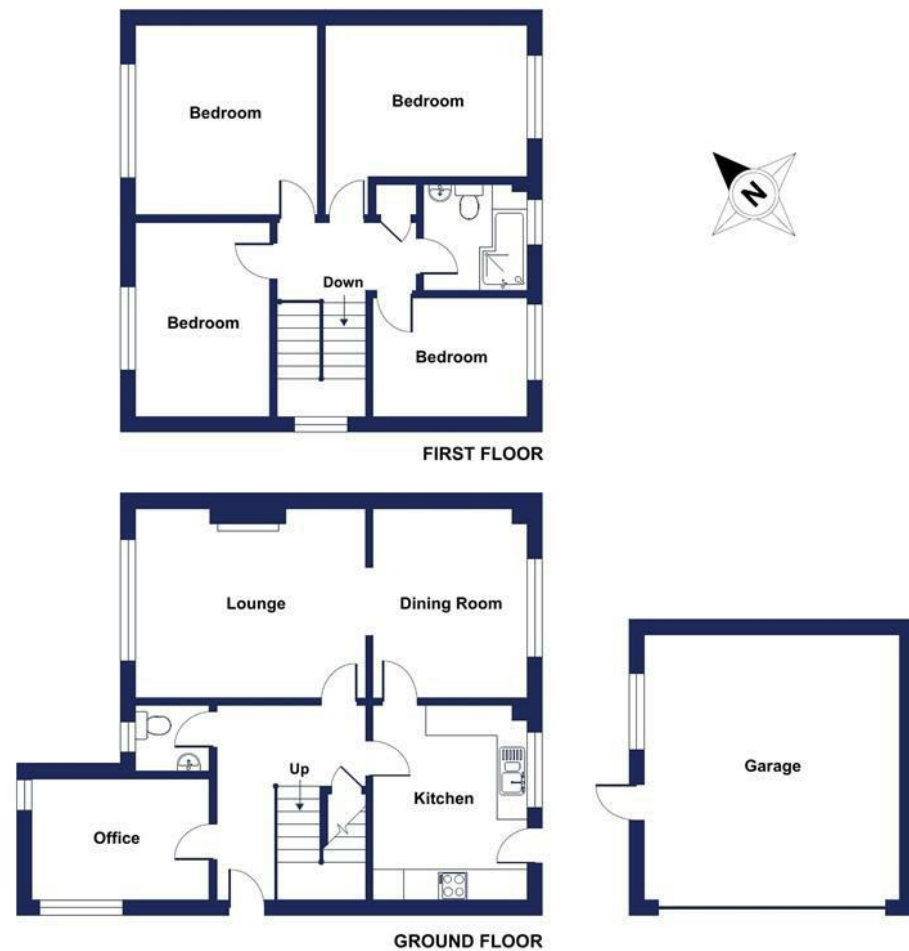 Bedroom
Bedroom
N
Down
Bedroom
Bedroom
FIRST FLOOR
Lounge
Dining Room
Up
Garage
Kitchen
Office
GROUND FLOOR